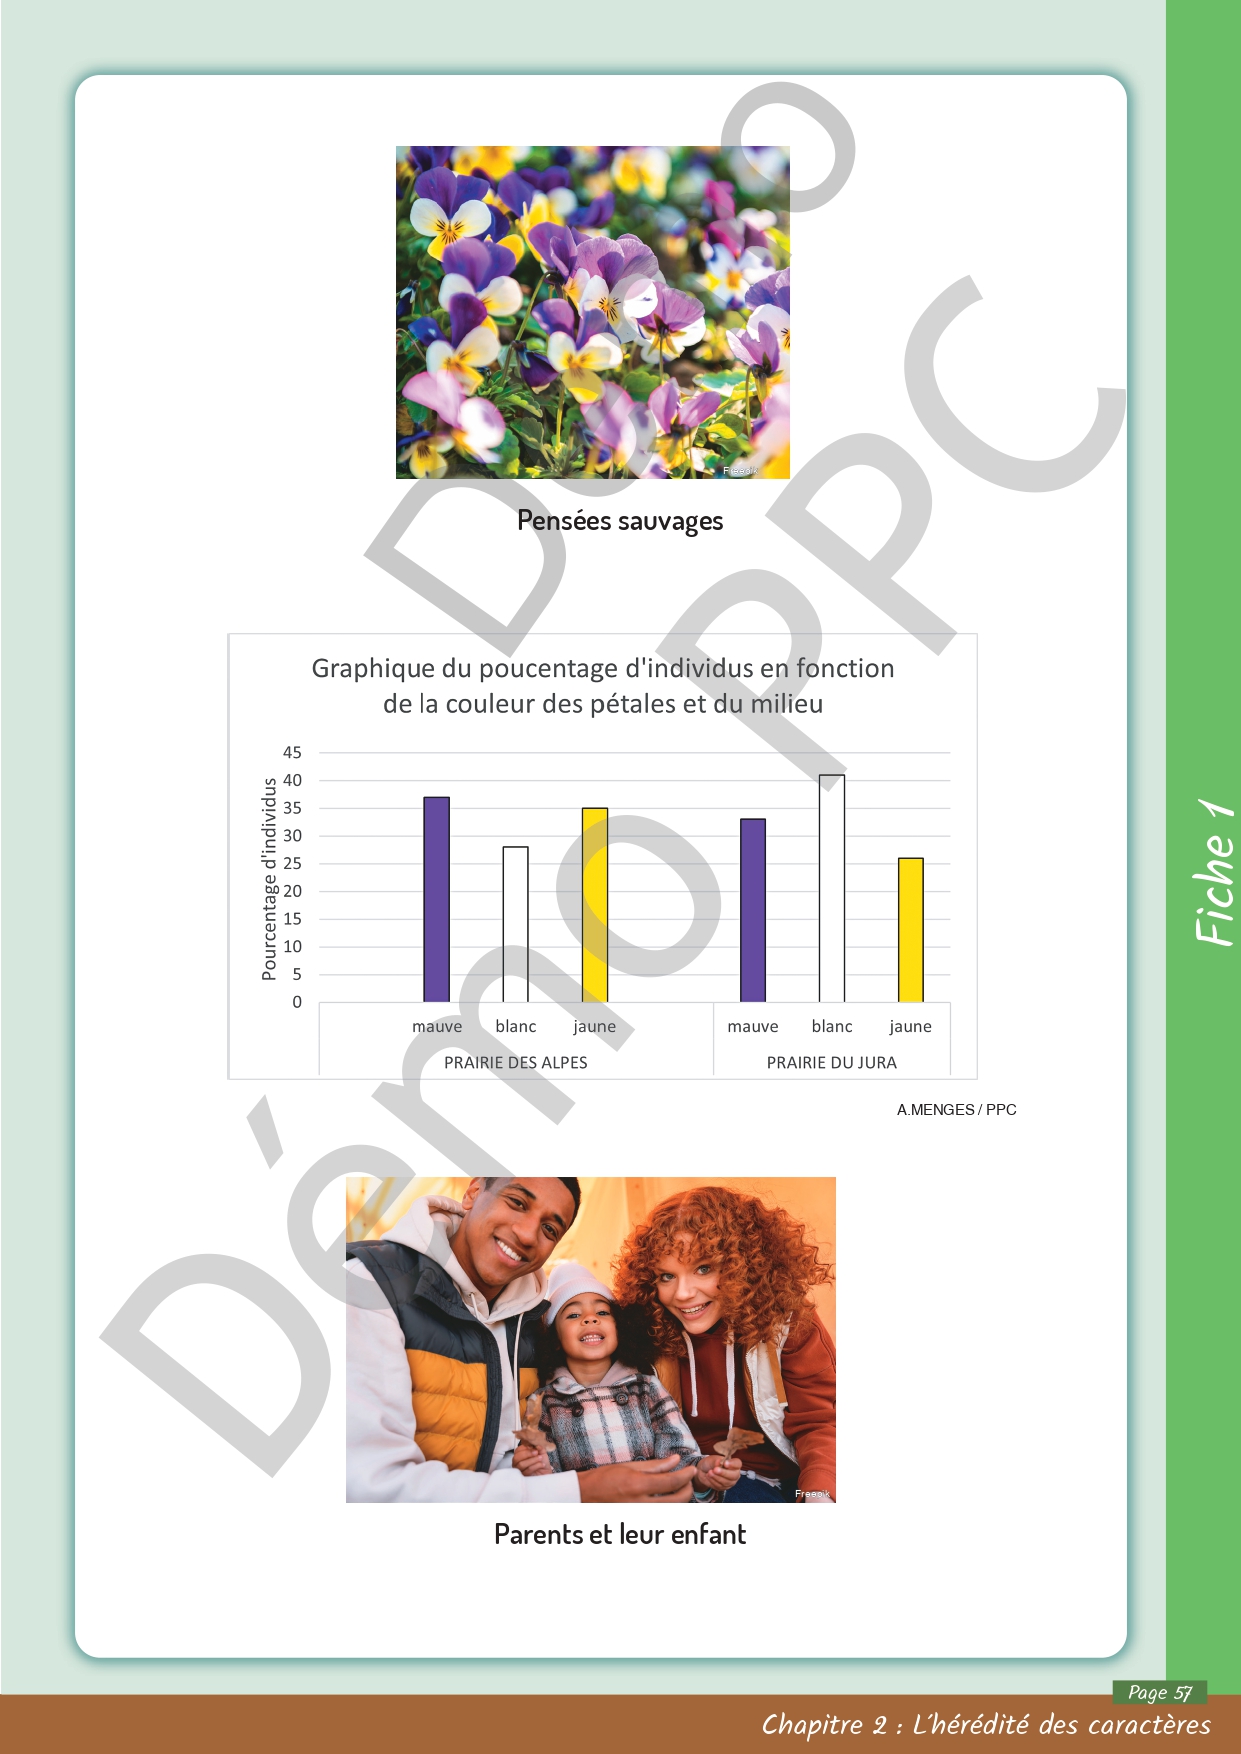 Freepik
Pensées sauvages
Graphique du poucentage d'individus en fonction
de la couleur des pétales et du milieu
Pourcentage d'individus
45
40
35
30
25
20
15
10
5
0
mauve blanc jaune mauve blanc jaune
PRAIRIE DES ALPES PRAIRIE DU JURA
A.MENGES / PPC
Freepik
Parents et leur enfant
Fiche 1
Page 57
Chapitre 2 : L'hérédité des caractères
Démo PPC